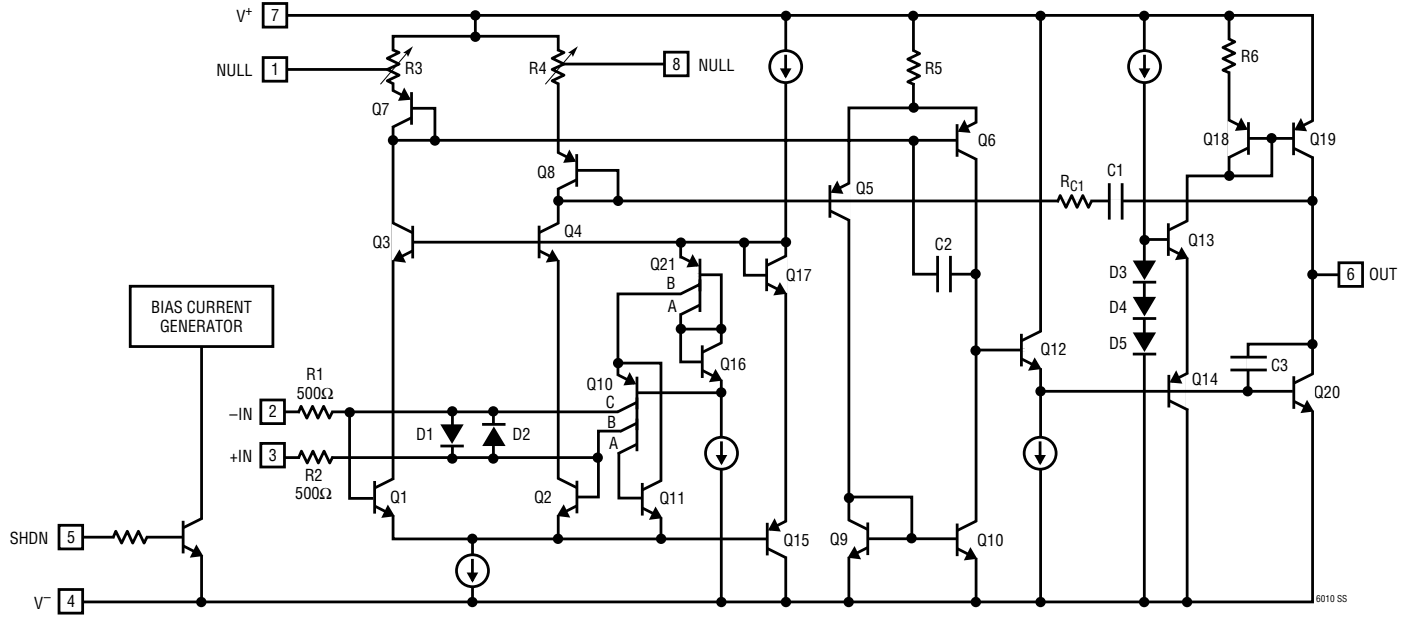 V+ 7
NULL 1
R3
R4
8 NULL
R5
R6
Q7
Q6
Q18
Q19
Q8
Q5
RC1
C1
Q3
Q4
Q21
B
A
Q17
C2
Q13
D3
D4
D5
6 OUT
BIAS CURRENT
GENERATOR
Q16
Q12
Q14
C3
Q20
R1
500Ω
–IN 2
Q10
C
B
A
D1
D2
+IN 3
R2
500Ω
Q1
Q2
Q11
SHDN 5
Q15
Q9
Q10
V– 4
6010 SS